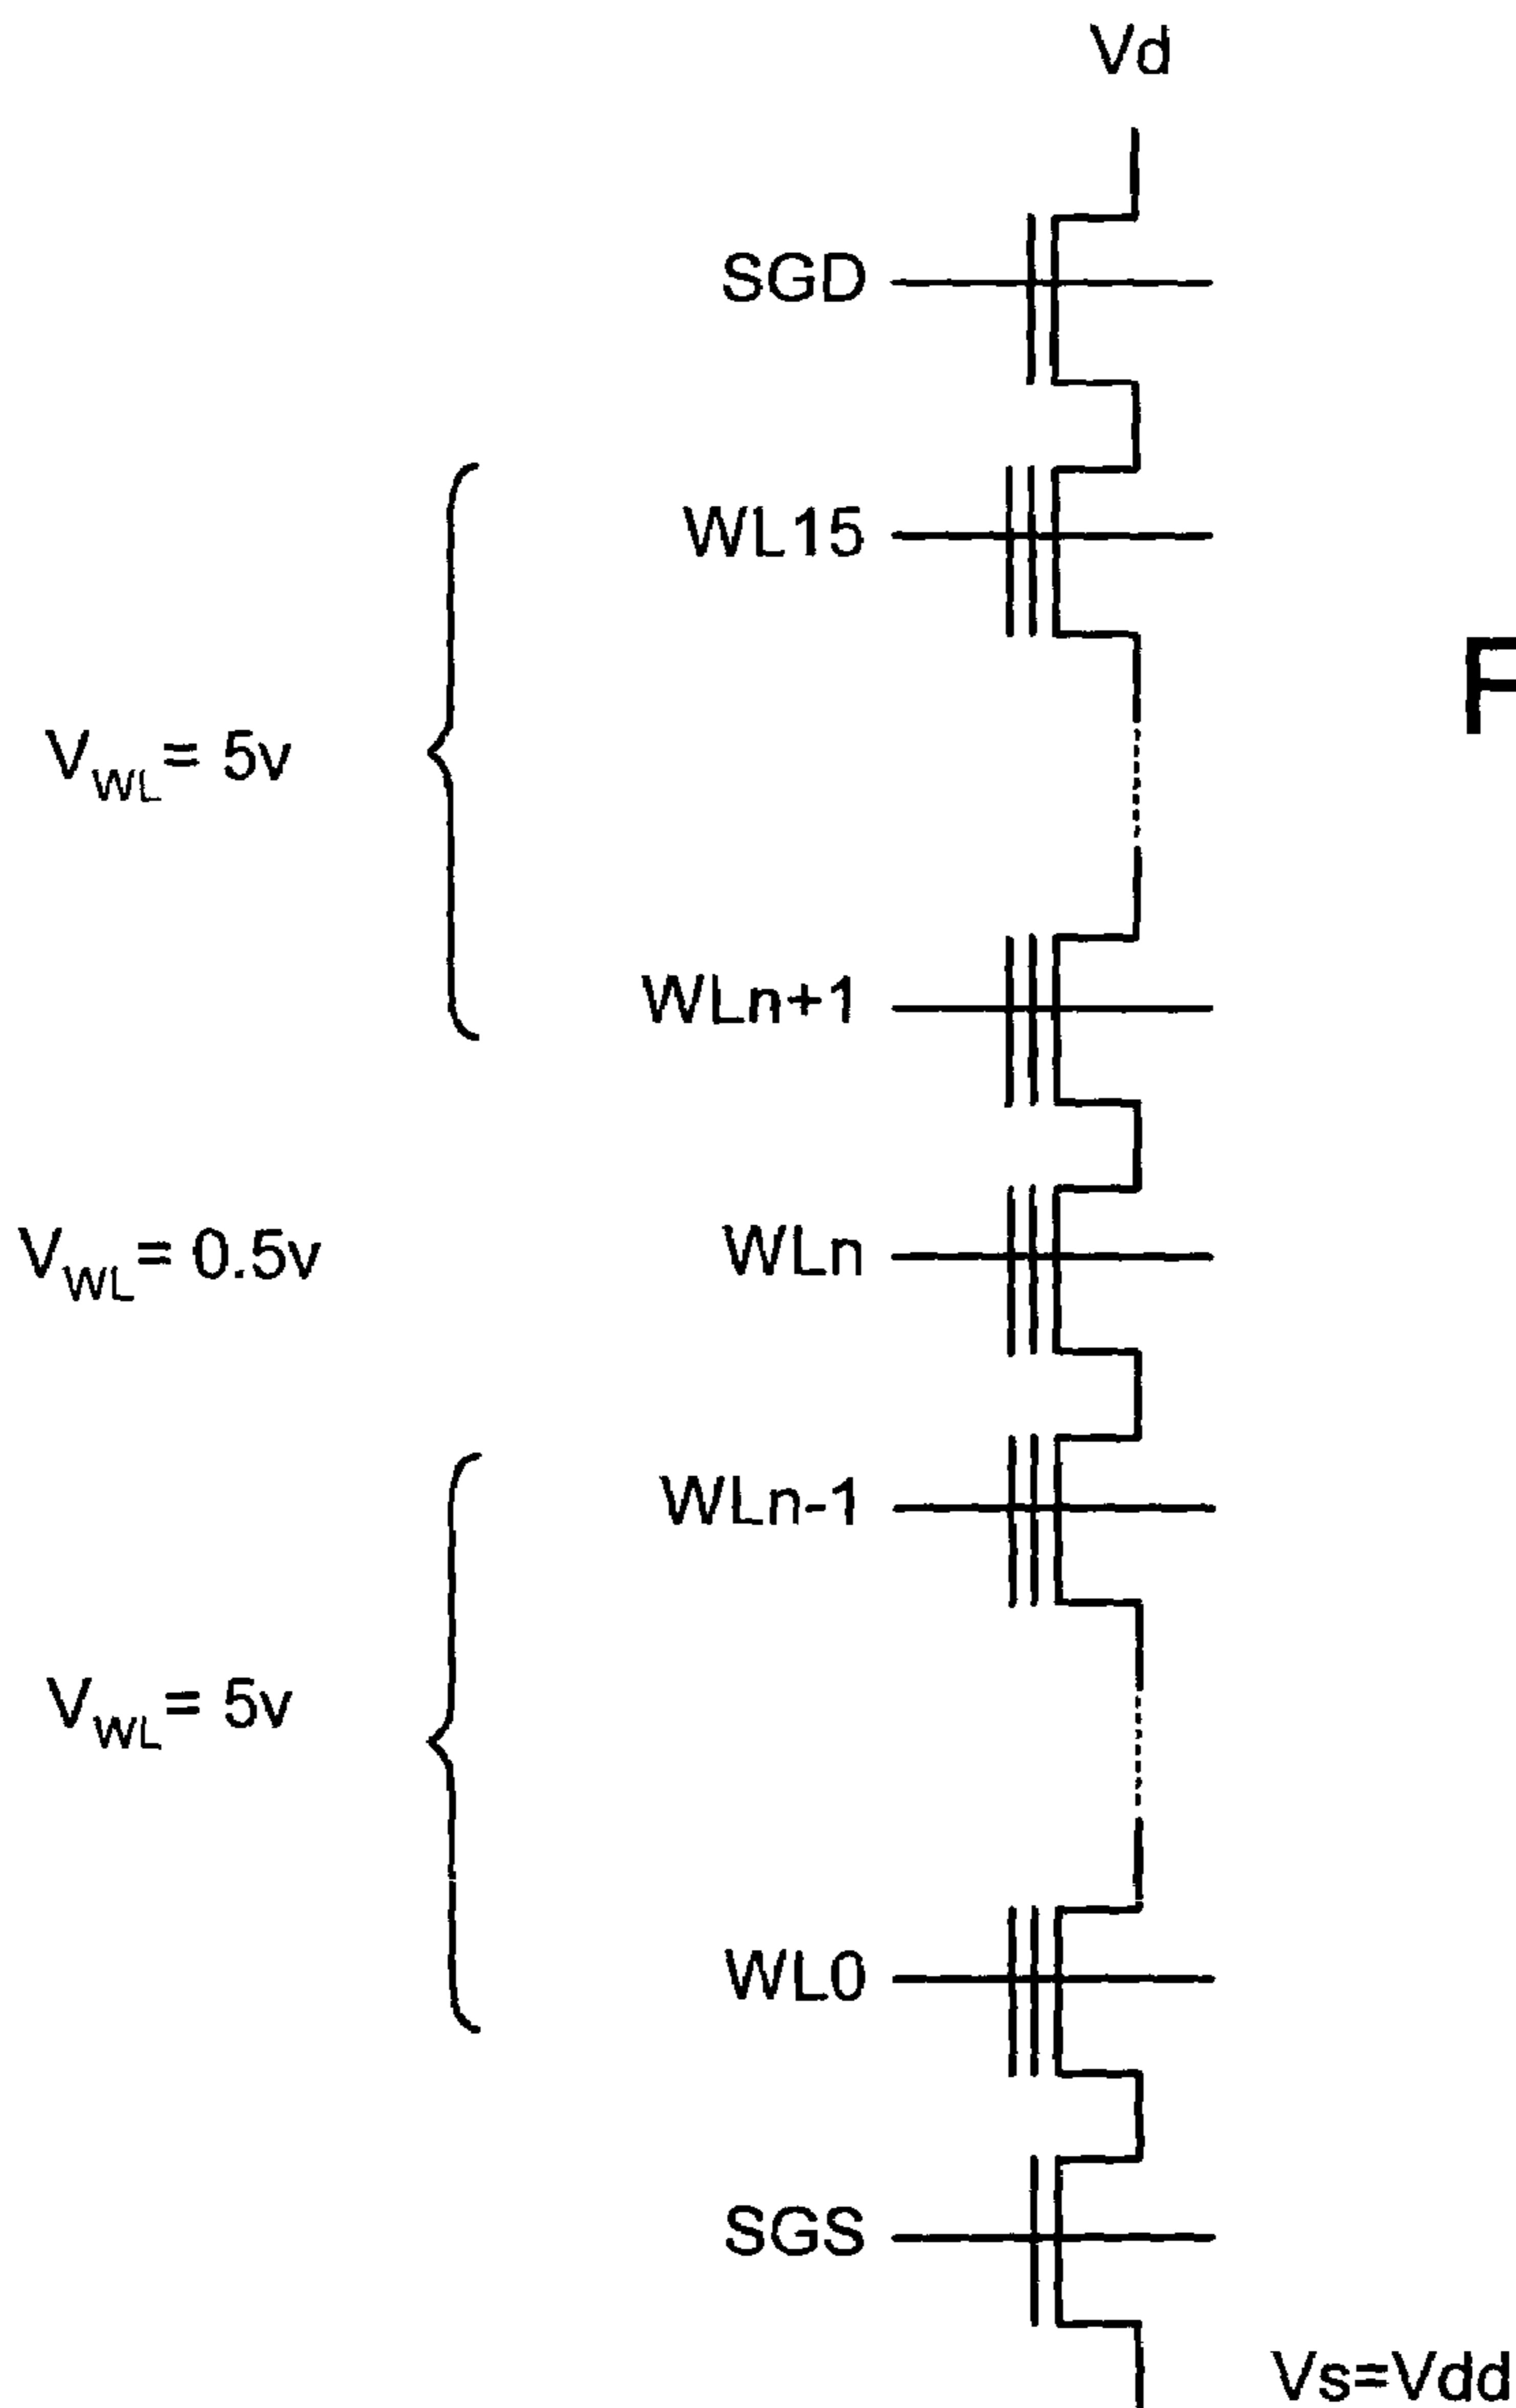 Vd
SGD
WL15
F
V_WL= 5v
WLn+1
V_WL= 0.5v
WLn
WLn-1
V_WL= 5v
WL0
SGS
Vs=Vdd